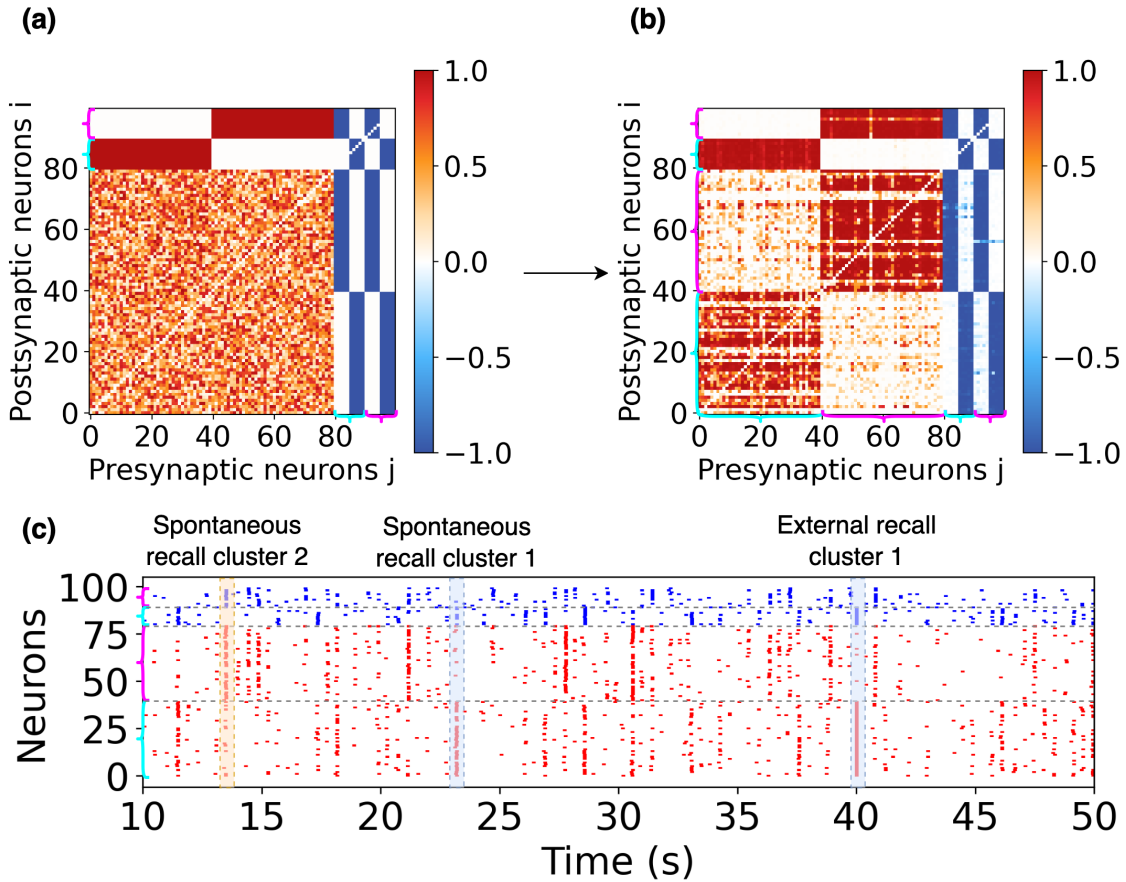 (a)
(b)
Postsynaptic neurons i
80
60
40
20
0
0 20 40 60 80
Presynaptic neurons j
1.0
0.5
0.0
−0.5
−1.0
Postsynaptic neurons i
80
60
40
20
0
0 20 40 60 80
Presynaptic neurons j
1.0
0.5
0.0
−0.5
−1.0
(c)
Spontaneous
recall cluster 2
Spontaneous
recall cluster 1
External recall
cluster 1
Neurons
100
75
50
25
0
10 15 20 25 30 35 40 45 50
Time (s)